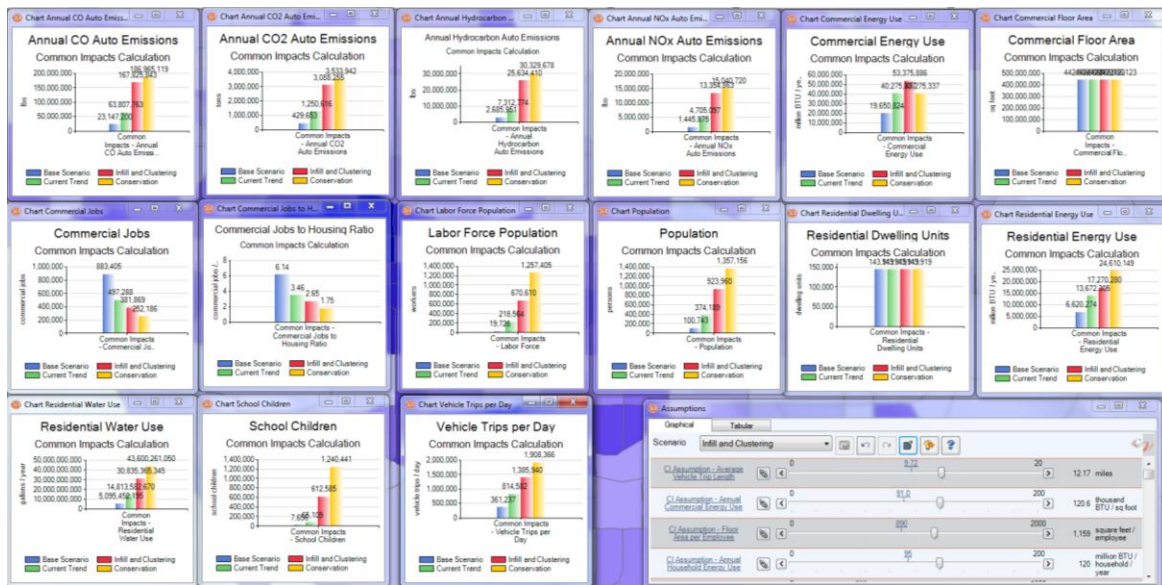 Chart Annual CO Auto Emiss...
Annual CO Auto Emissions
Common Impacts Calculation
200,000,000
150,000,000
100,000,000
50,000,000
0
lbs
23,147,200
63,807,763
186,965,119
Common
Impacts - Annual
CO Auto Emissi..
Base Scenario
Infill and Clustering
Current Trend
Conservation
Chart Annual CO2 Auto Emi...
Annual CO2 Auto Emissions
Common Impacts Calculation
4,000,000
3,000,000
2,000,000
1,000,000
0
tons
429,653
1,250,616
3,088,255
3,533,942
Common Impacts
- Annual CO2
Auto Emissions
Base Scenario
Infill and Clustering
Current Trend
Conservation
Chart Annual Hydrocarbon ...
Annual Hydrocarbon Auto Emissions
Common Impacts Calculation
30,000,000
20,000,000
10,000,000
0
lbs
2,685,951
7,312,774
25,634,410
30,329,678
Common Impacts
- Annual
Hydrocarbon
Auto Emissions
Base Scenario
Infill and Clustering
Current Trend
Conservation
Chart Annual NOx Auto Emi...
Annual NOx Auto Emissions
Common Impacts Calculation
20,000,000
15,000,000
10,000,000
5,000,000
0
lbs
1,445,875
4,705,097
15,040,720
Common Impacts
- Annual NOx
Auto Emissions
Base Scenario
Infill and Clustering
Current Trend
Conservation
Chart Commercial Energy Use
Commercial Energy Use
Common Impacts Calculation
60,000,000
50,000,000
40,000,000
30,000,000
20,000,000
10,000,000
0
million BTU / ye..
19,650,824
53,375,886
Common
Impacts -
Commercial
Energy Use
Base Scenario
Infill and Clustering
Current Trend
Conservation
Chart Commercial Floor Area
Commercial Floor Area
Common Impacts Calculation
500,000,000
400,000,000
300,000,000
200,000,000
100,000,000
0
sq foot
Common
Impacts -
Commercial Flo..
Base Scenario
Infill and Clustering
Current Trend
Conservation
Chart Commercial Jobs
Commercial Jobs
Common Impacts Calculation
1,000,000
800,000
600,000
400,000
200,000
0
commercial jobs
883,405
497,288
381,869
252,186
Common Impacts
- Commercial Jo..
Base Scenario
Infill and Clustering
Current Trend
Conservation
Chart Commercial Jobs to H...
Commercial Jobs to Housing Ratio
Common Impacts Calculation
8
6
4
2
0
commercial jobs /..
6.14
3.46
2.65
1.75
Common Impacts -
Commercial Jobs to
Housing Ratio
Base Scenario
Infill and Clustering
Current Trend
Conservation
Chart Labor Force Population
Labor Force Population
Common Impacts Calculation
1,400,000
1,200,000
1,000,000
800,000
600,000
400,000
200,000
0
workers
19,726
218,564
670,610
1,257,405
Common Impacts
- Labor Force
Base Scenario
Infill and Clustering
Current Trend
Conservation
Chart Population
Population
Common Impacts Calculation
1,400,000
1,200,000
1,000,000
800,000
600,000
400,000
200,000
0
persons
100,743
374,189
923,960
1,357,156
Common Impacts
- Population
Base Scenario
Infill and Clustering
Current Trend
Conservation
Chart Residential Dwelling U...
Residential Dwelling Units
Common Impacts Calculation
150,000
100,000
50,000
0
dwelling units
Common Impacts -
Residential
Dwelling Units
Base Scenario
Infill and Clustering
Current Trend
Conservation
Chart Residential Energy Use
Residential Energy Use
Common Impacts Calculation
25,000,000
20,000,000
15,000,000
10,000,000
5,000,000
0
million BTU / ye..
6,620,274
24,610,149
Common Impacts
- Residential
Energy Use
Base Scenario
Infill and Clustering
Current Trend
Conservation
Chart Residential Water Use
Residential Water Use
Common Impacts Calculation
50,000,000,000
40,000,000,000
30,000,000,000
20,000,000,000
10,000,000,000
0
gallons / year
43,600,261,050
Common
Impacts -
Residential
Water Use
Base Scenario
Infill and Clustering
Current Trend
Conservation
Chart School Children
School Children
Common Impacts Calculation
1,200,000
1,000,000
800,000
600,000
400,000
200,000
0
school children
612,585
1,240,441
Common Impacts
- School Children
Base Scenario
Infill and Clustering
Current Trend
Conservation
Chart Vehicle Trips per Day
Vehicle Trips per Day
Common Impacts Calculation
2,000,000
1,500,000
1,000,000
500,000
0
vehicle trips / day
361,237
814,582
1,385,940
1,908,366
Common Impacts
- Vehicle Trips per
Day
Base Scenario
Infill and Clustering
Current Trend
Conservation
Assumptions
Graphical
Tabular
Scenario
Infill and Clustering
CI Assumption - Average
Vehicle Trip Length
0
9.72
20
12.17 miles
CI Assumption - Annual
Commercial Energy Use
0
91.0
200
120.6 thousand
BTU / sq foot
CI Assumption - Floor
Area per Employee
0
890
2000
1,159 square feet /
employee
CI Assumption - Annual
Household Energy Use
0
95
200
120 million BTU /
household /
year